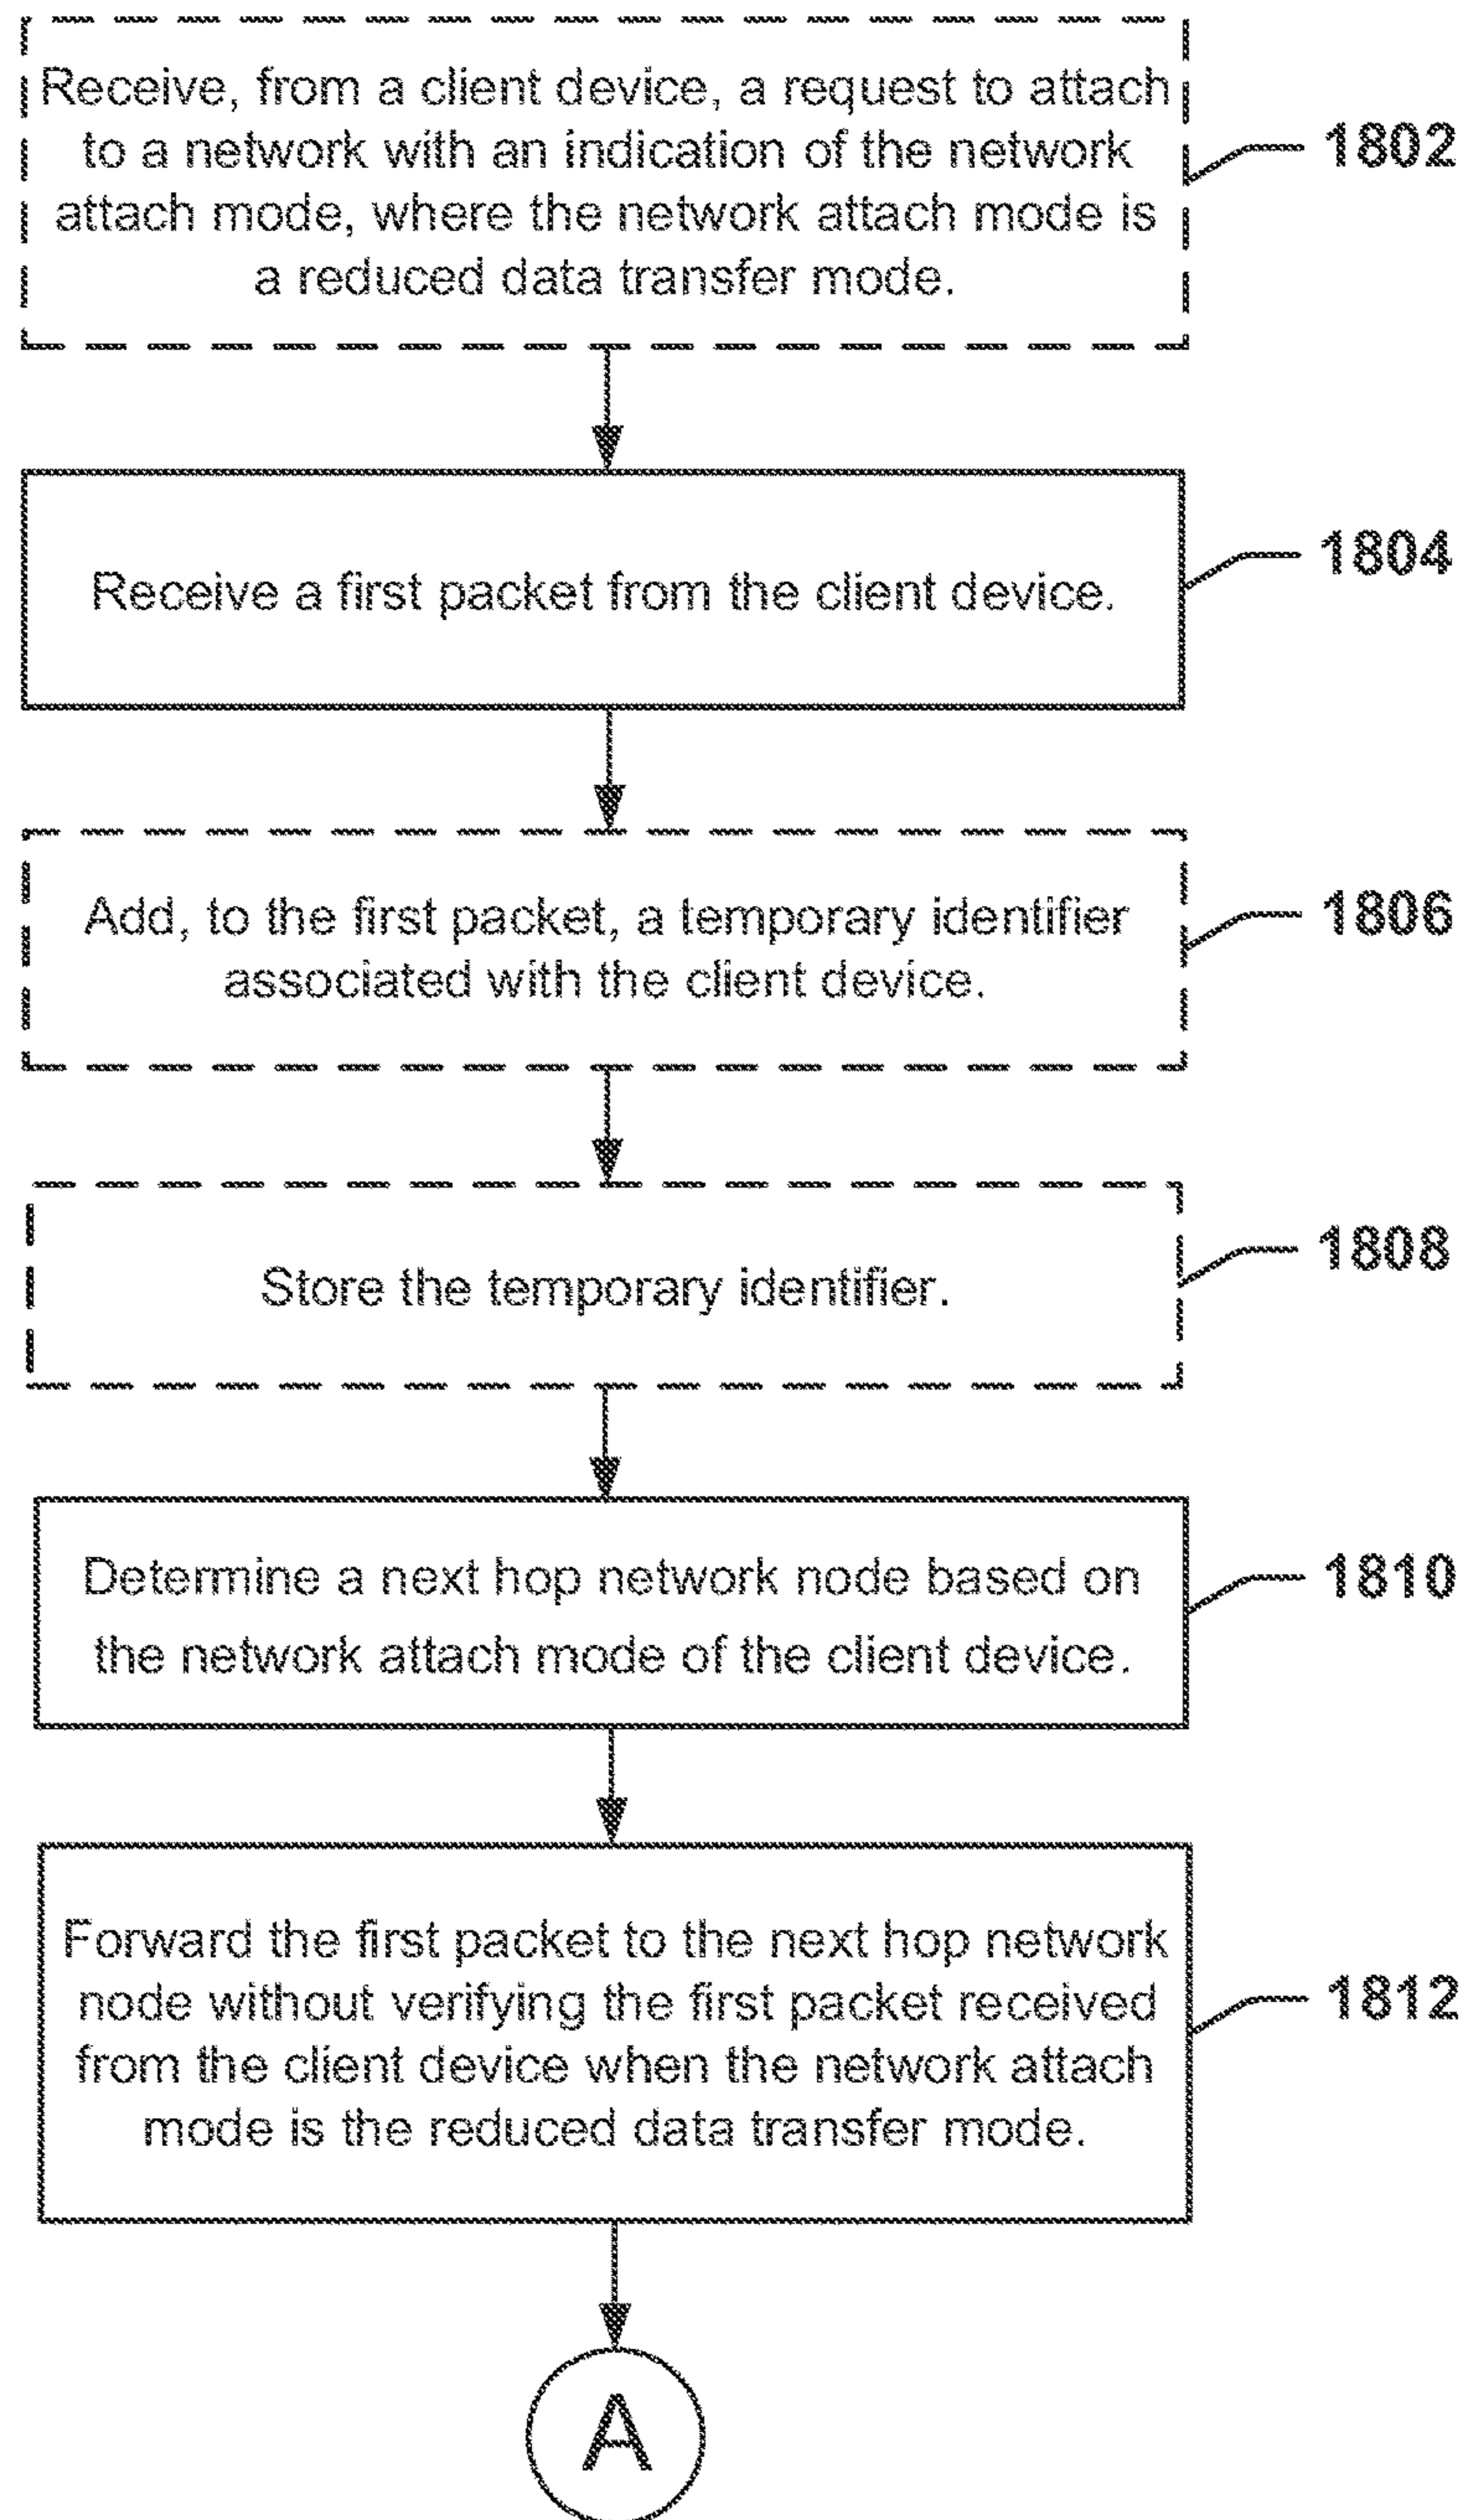 Receive, from a client device, a request to attach
to a network with an indication of the network
attach mode, where the network attach mode is
a reduced data transfer mode.
1802
Receive a first packet from the client device.
1804
Add, to the first packet, a temporary identifier
associated with the client device.
1806
Store the temporary identifier.
1808
Determine a next hop network node based on
the network attach mode of the client device.
1810
Forward the first packet to the next hop network
node without verifying the first packet received
from the client device when the network attach
mode is the reduced data transfer mode.
1812
A